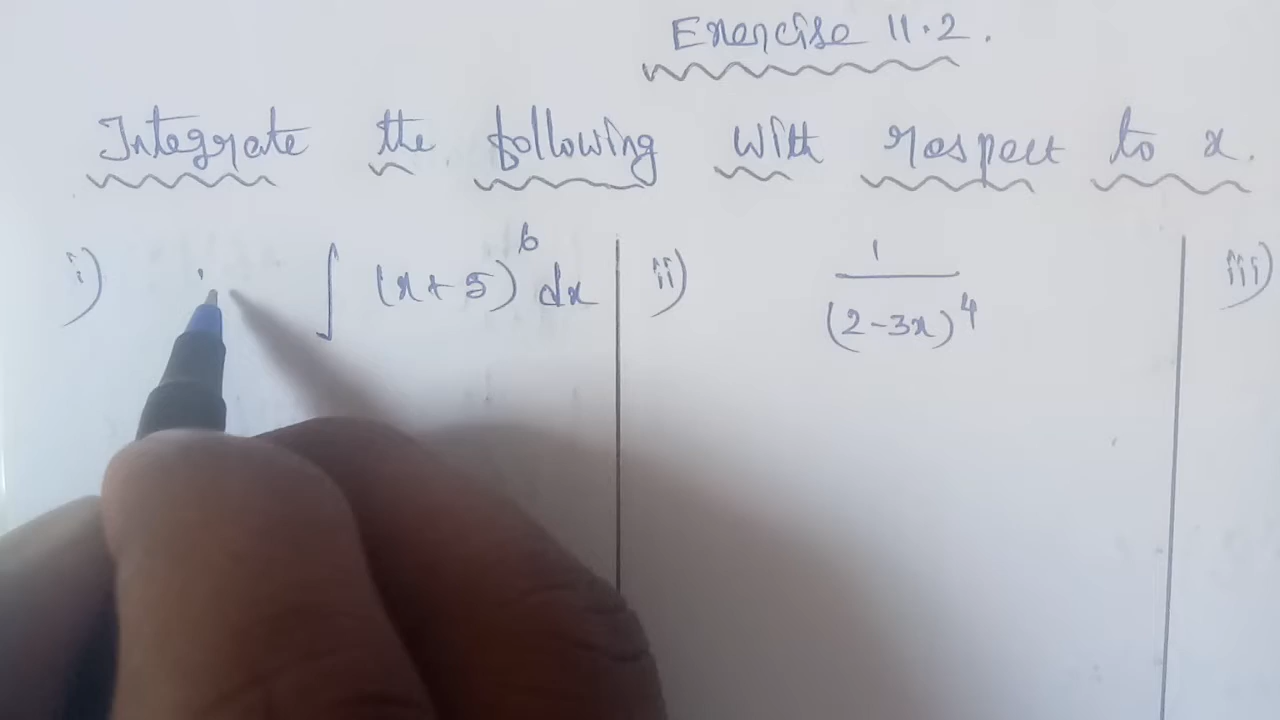 Exercise 11.2.
Integrate the following with respect to x.
i) ∫ (x+5)^6 dx
ii) 1/(2-3x)^4
iii)